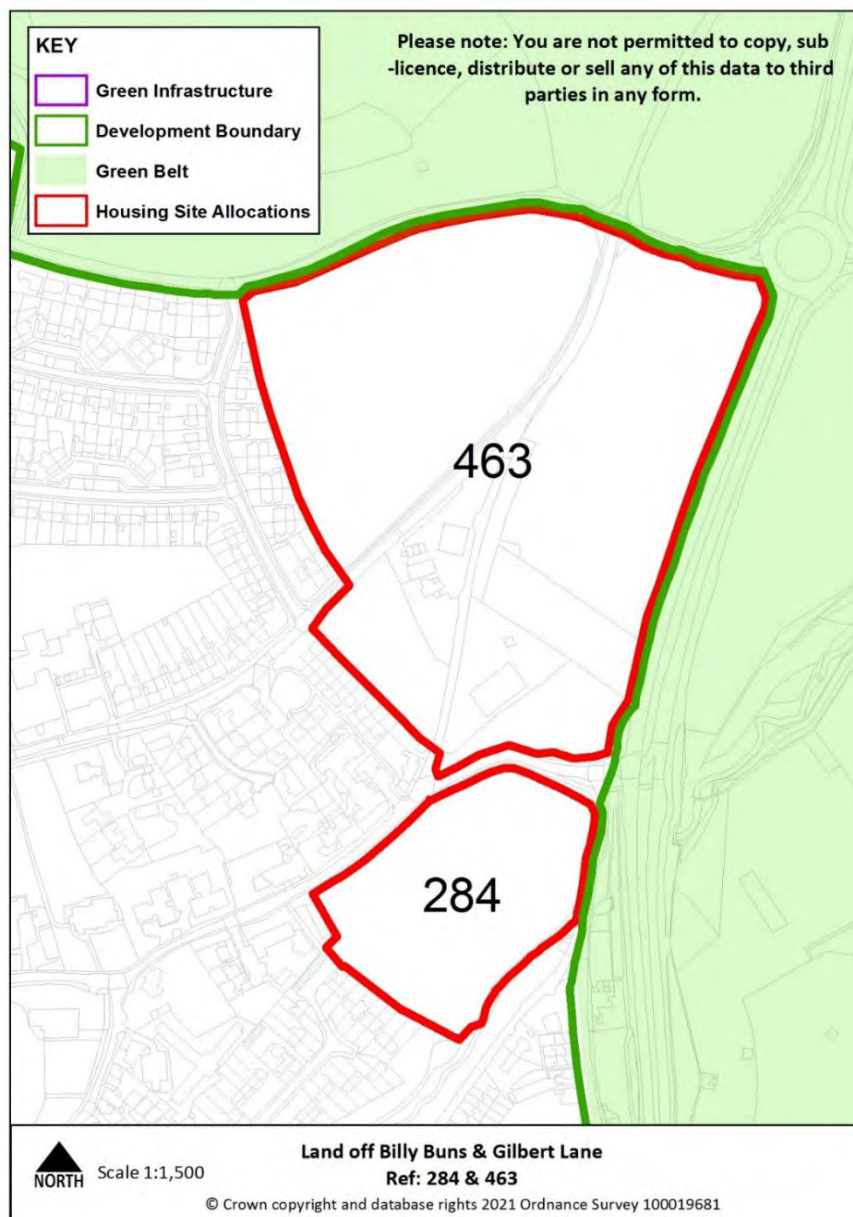 KEY
Green Infrastructure
Development Boundary
Green Belt
Housing Site Allocations
Please note: You are not permitted to copy, sub
-licence, distribute or sell any of this data to third
parties in any form.
463
284
NORTH
Scale 1:1,500
Land off Billy Buns & Gilbert Lane
Ref: 284 & 463
© Crown copyright and database rights 2021 Ordnance Survey 100019681